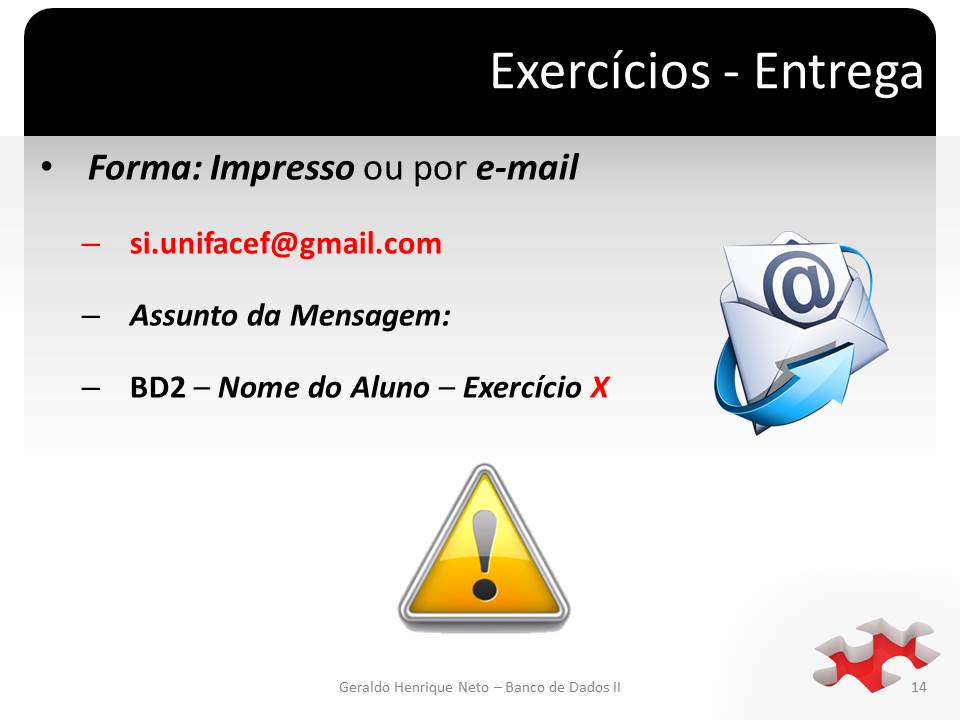 Exercícios - Entrega
• Forma: Impresso ou por e-mail
– si.unifacef@gmail.com
– Assunto da Mensagem:
– BD2 – Nome do Aluno – Exercício X
Geraldo Henrique Neto – Banco de Dados II
14